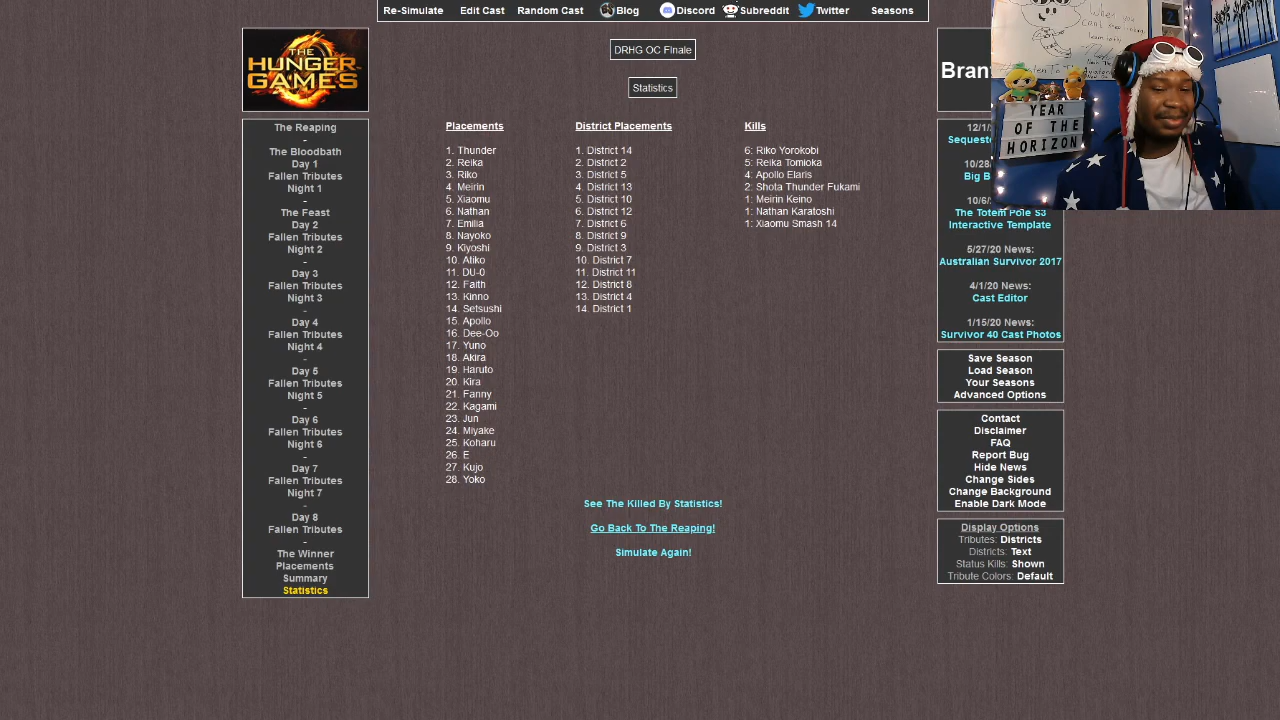 Re-Simulate Edit Cast Random Cast Blog Discord Subreddit Twitter Seasons
THE HUNGER GAMES
The Reaping
-
The Bloodbath
Day 1
Fallen Tributes
Night 1
-
The Feast
Day 2
Fallen Tributes
Night 2
-
Day 3
Fallen Tributes
Night 3
-
Day 4
Fallen Tributes
Night 4
-
Day 5
Fallen Tributes
Night 5
-
Day 6
Fallen Tributes
Night 6
-
Day 7
Fallen Tributes
Night 7
-
Day 8
Fallen Tributes
-
The Winner
Placements
Summary
Statistics
DRHG OC FInale
Statistics
Placements
1. Thunder
2. Reika
3. Riko
4. Meirin
5. Xiaomu
6. Nathan
7. Emilia
8. Nayoko
9. Kiyoshi
10. Atiko
11. DU-0
12. Faith
13. Kinno
14. Setsushi
15. Apollo
16. Dee-Oo
17. Yuno
18. Akira
19. Haruto
20. Kira
21. Fanny
22. Kagami
23. Jun
24. Miyake
25. Koharu
26. E
27. Kujo
28. Yoko
District Placements
1. District 14
2. District 2
3. District 5
4. District 13
5. District 10
6. District 12
7. District 6
8. District 9
9. District 3
10. District 7
11. District 11
12. District 8
13. District 4
14. District 1
Kills
6: Riko Yorokobi
5: Reika Tomioka
4: Apollo Elaris
2: Shota Thunder Fukami
1: Meirin Keino
1: Nathan Karatoshi
1: Xiaomu Smash 14
See The Killed By Statistics!
Go Back To The Reaping!
Simulate Again!
Bran
12/1/
Sequest
10/28/
Big B
10/6/
The Totem Pole S3
Interactive Template
5/27/20 News:
Australian Survivor 2017
4/1/20 News:
Cast Editor
1/15/20 News:
Survivor 40 Cast Photos
Save Season
Load Season
Your Seasons
Advanced Options
Contact
Disclaimer
FAQ
Report Bug
Hide News
Change Sides
Change Background
Enable Dark Mode
Display Options
Tributes: Districts
Districts: Text
Status Kills: Shown
Tribute Colors: Default
YEAR
OF THE
HORIZON